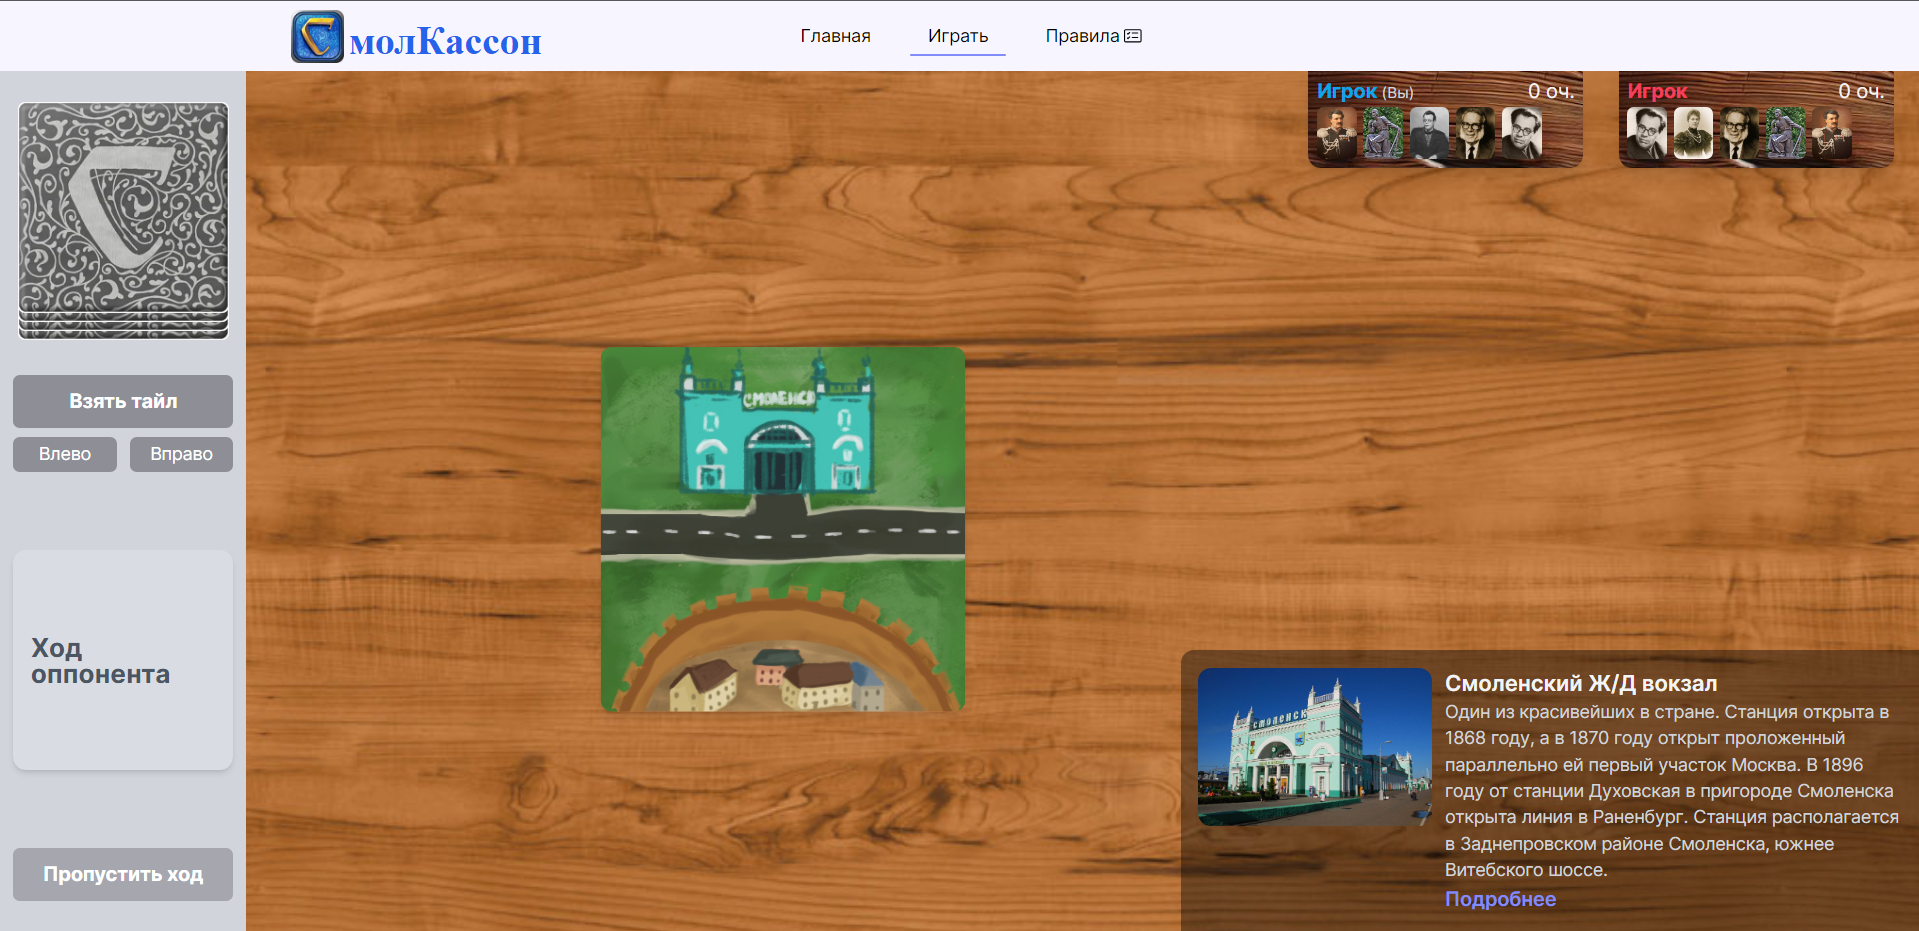 молКассон
Главная
Играть
Правила
Игрок (Вы)
0 оч.
Игрок
0 оч.
Взять тайл
Влево
Вправо
Ход
оппонента
Пропустить ход
СМОЛЕНСК
СМОЛЕНСК
Смоленский Ж/Д вокзал
Один из красивейших в стране. Станция открыта в
1868 году, а в 1870 году открыт проложенный
параллельно ей первый участок Москва. В 1896
году от станции Духовская в пригороде Смоленска
открыта линия в Раненбург. Станция располагается
в Заднепровском районе Смоленска, южнее
Витебского шоссе.
Подробнее